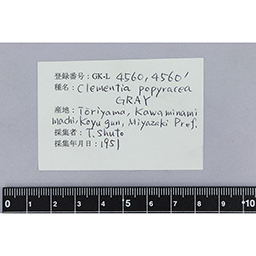 登録番号：GK-L 4560, 4560'
種名：Clementia popyracea
GRAY
産地：Toriyama, Kawaminami
machi, Koyu gun, Miyazaki Pref.
採集者：T. Shuto
採集年月日：1951
0 1 2 3 4 5 6 7 8 9 10